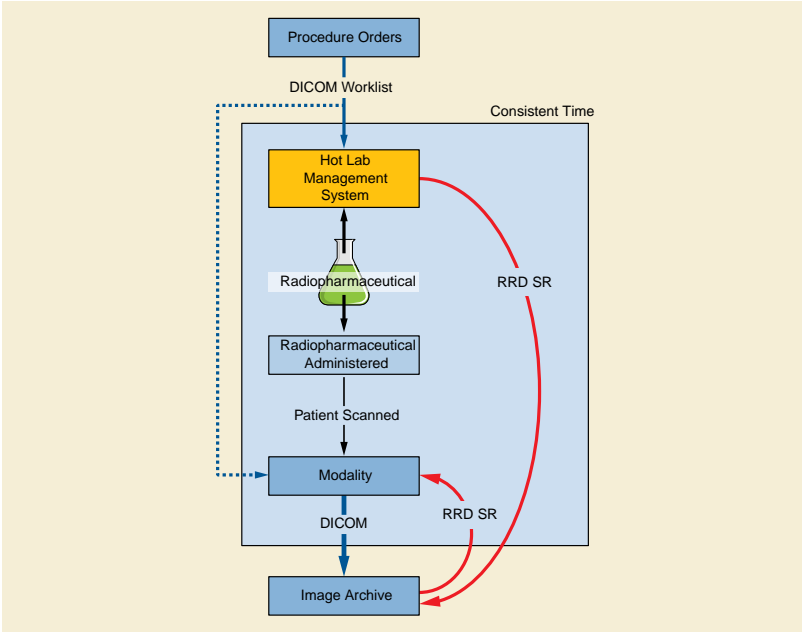 Procedure Orders
DICOM Worklist
Consistent Time
Hot Lab
Management
System
Radiopharmaceutical
RRD SR
Radiopharmaceutical
Administered
Patient Scanned
Modality
RRD SR
DICOM
Image Archive